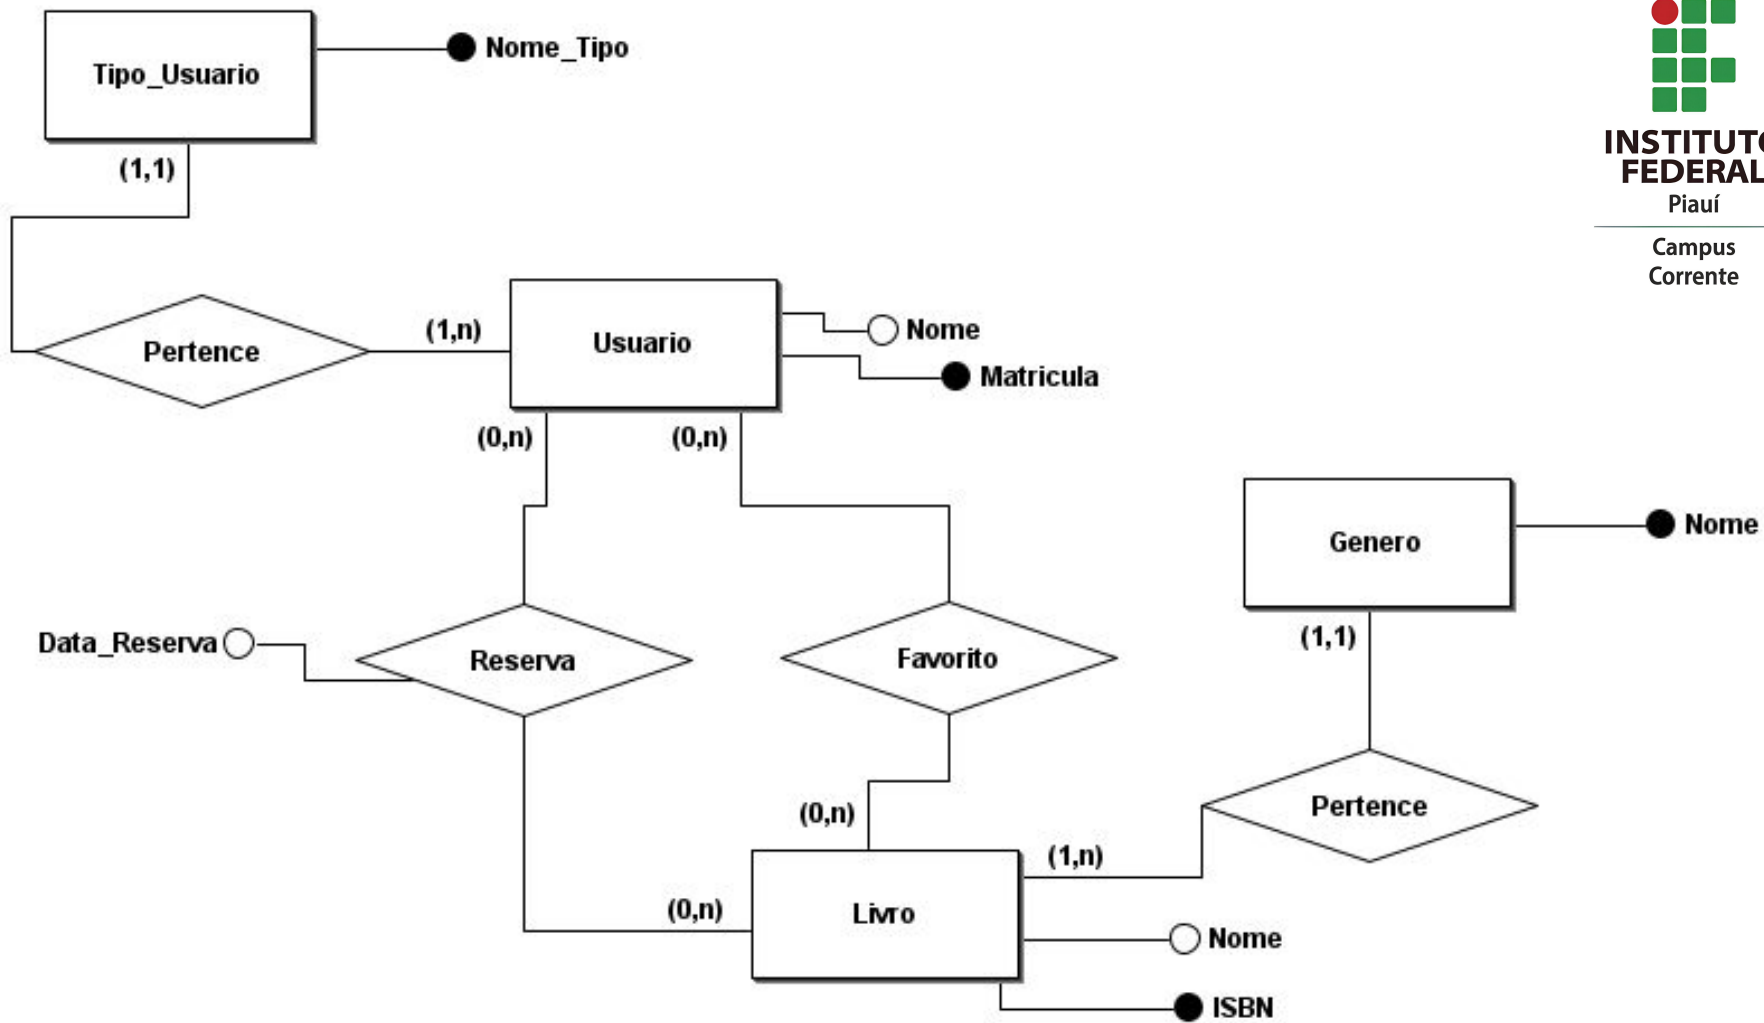 Nome_Tipo
Tipo_Usuario
(1,1)
INSTITUTO
FEDERAL
Piauí
Campus
Corrente
Pertence
(1,n)
Usuario
Nome
Matricula
(0,n)
(0,n)
Genero
Nome
(1,1)
Data_Reserva
Reserva
Favorito
Pertence
(0,n)
(1,n)
(0,n)
Livro
Nome
ISBN